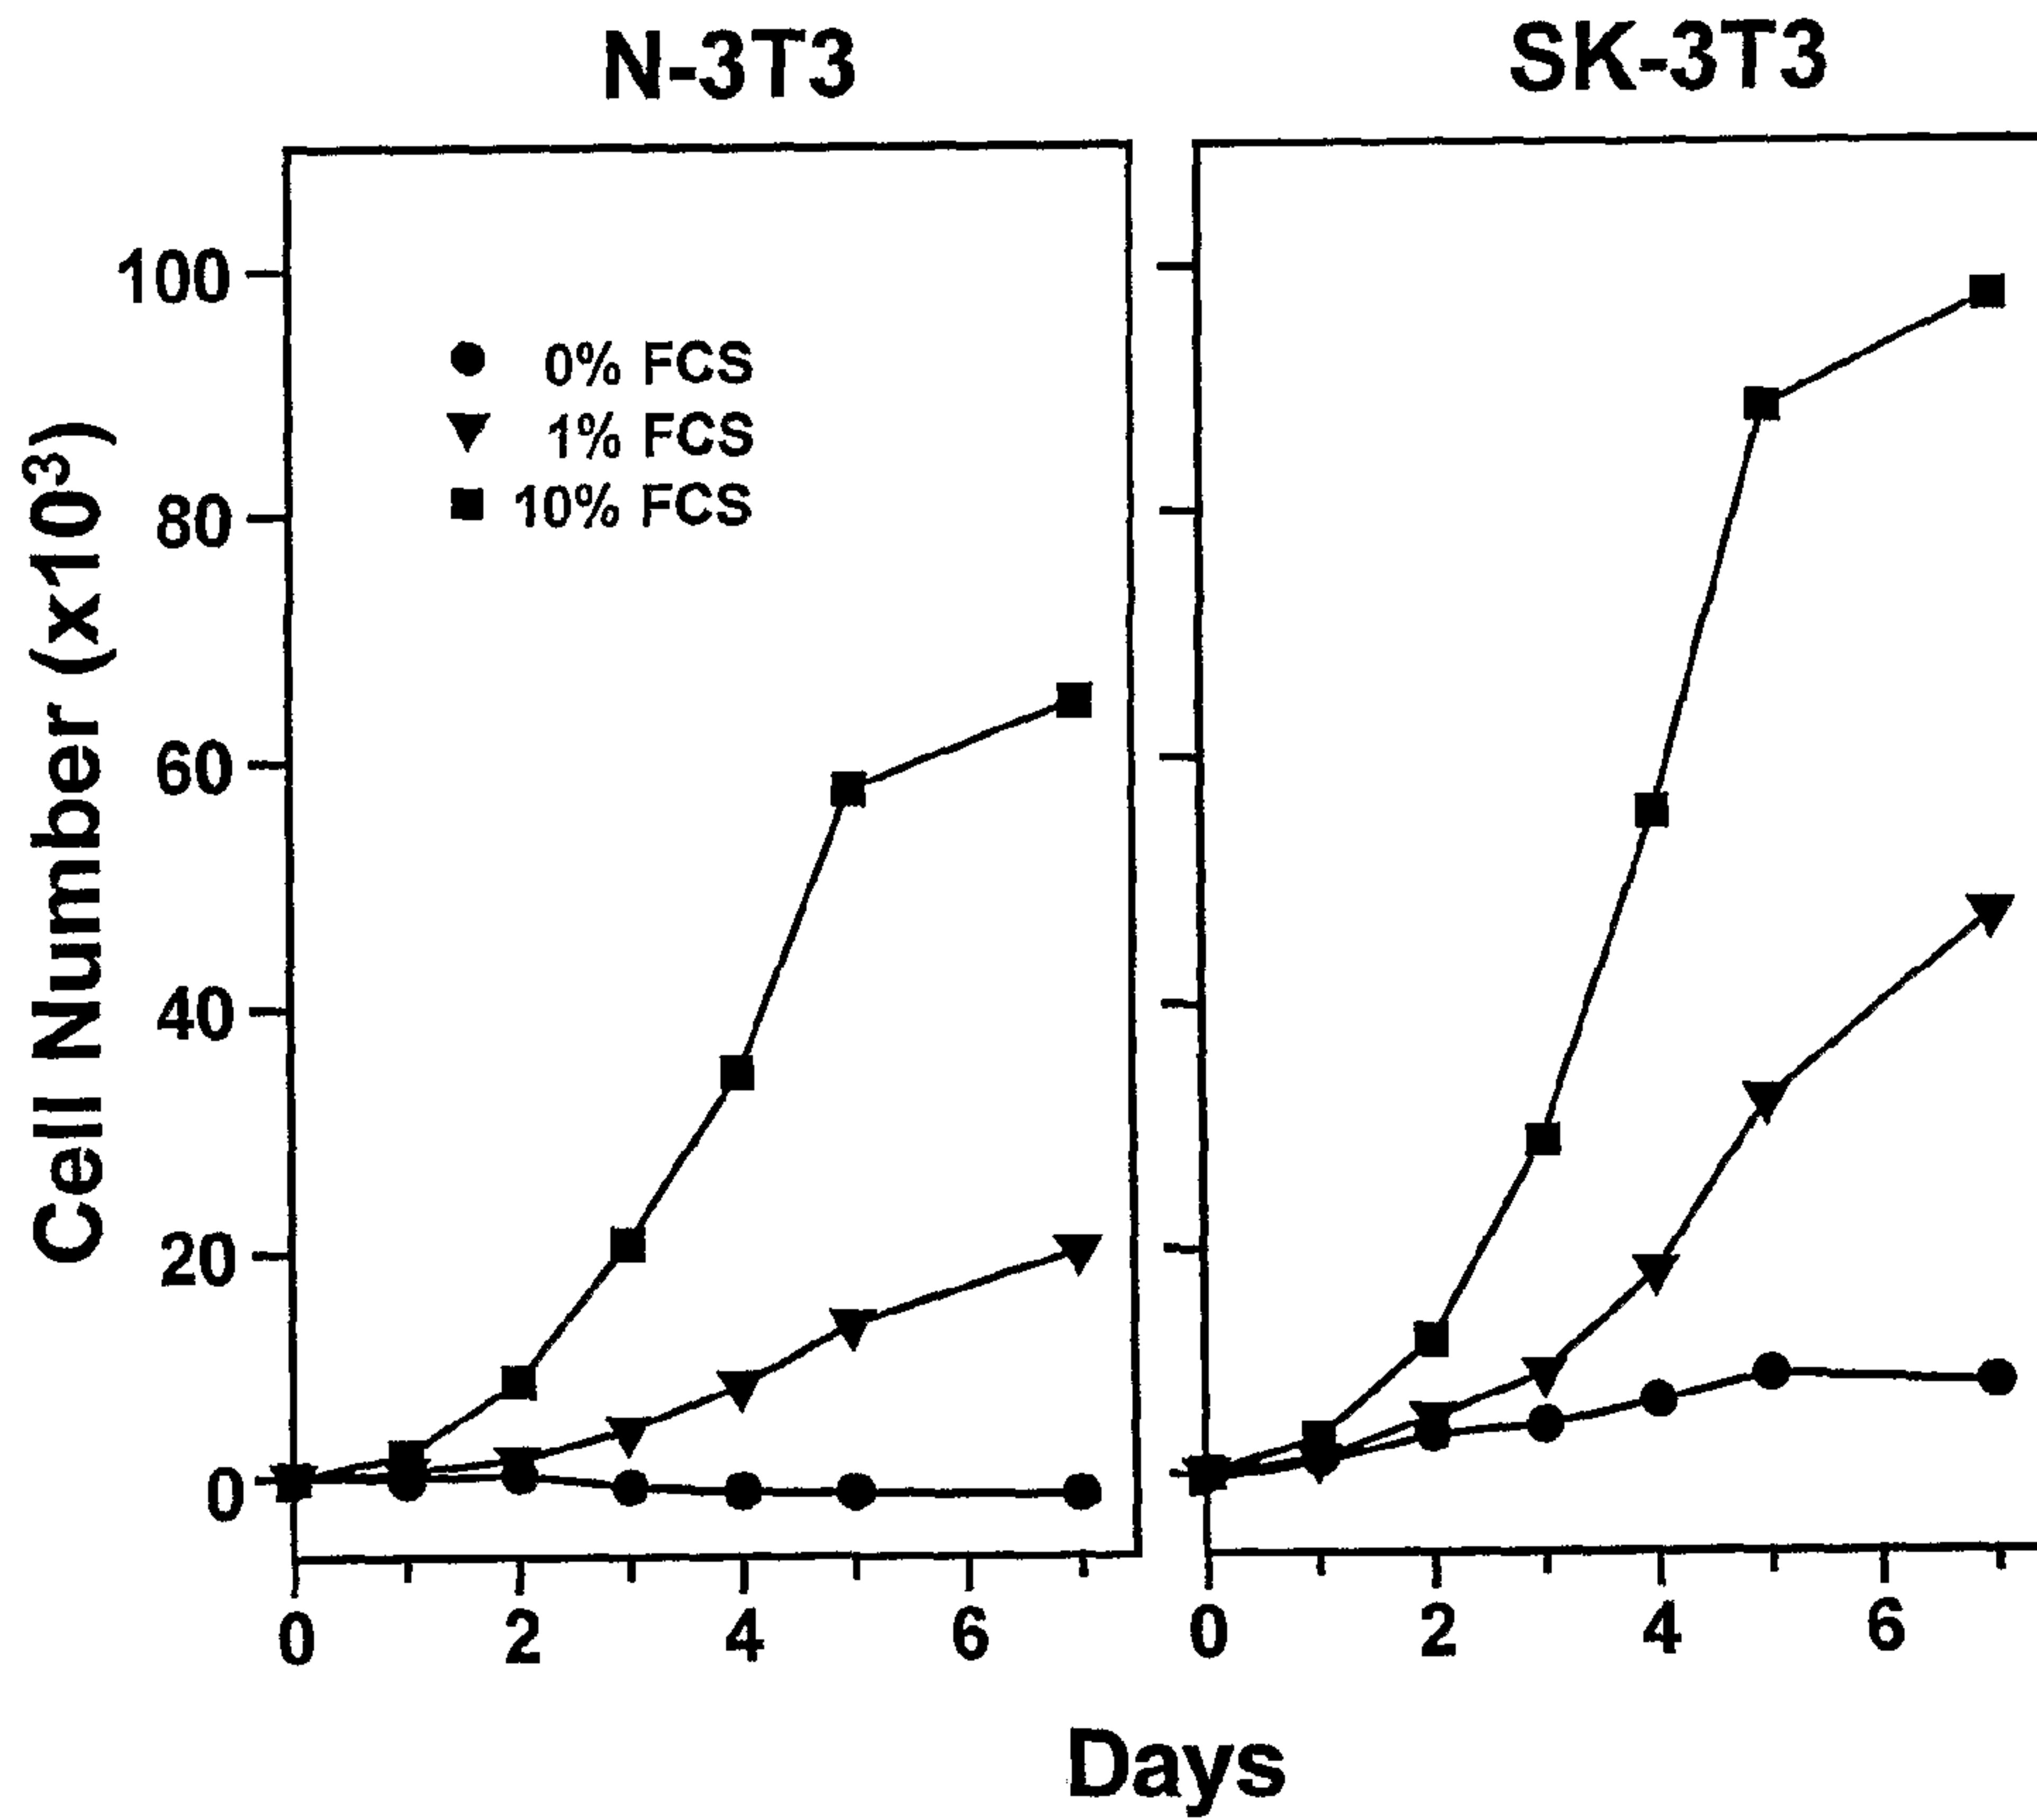 N-3T3
SK-3T3
Cell Number (x10³)
100
80
60
40
20
0
0% FCS
1% FCS
10% FCS
0 2 4 6
0 2 4 6
Days